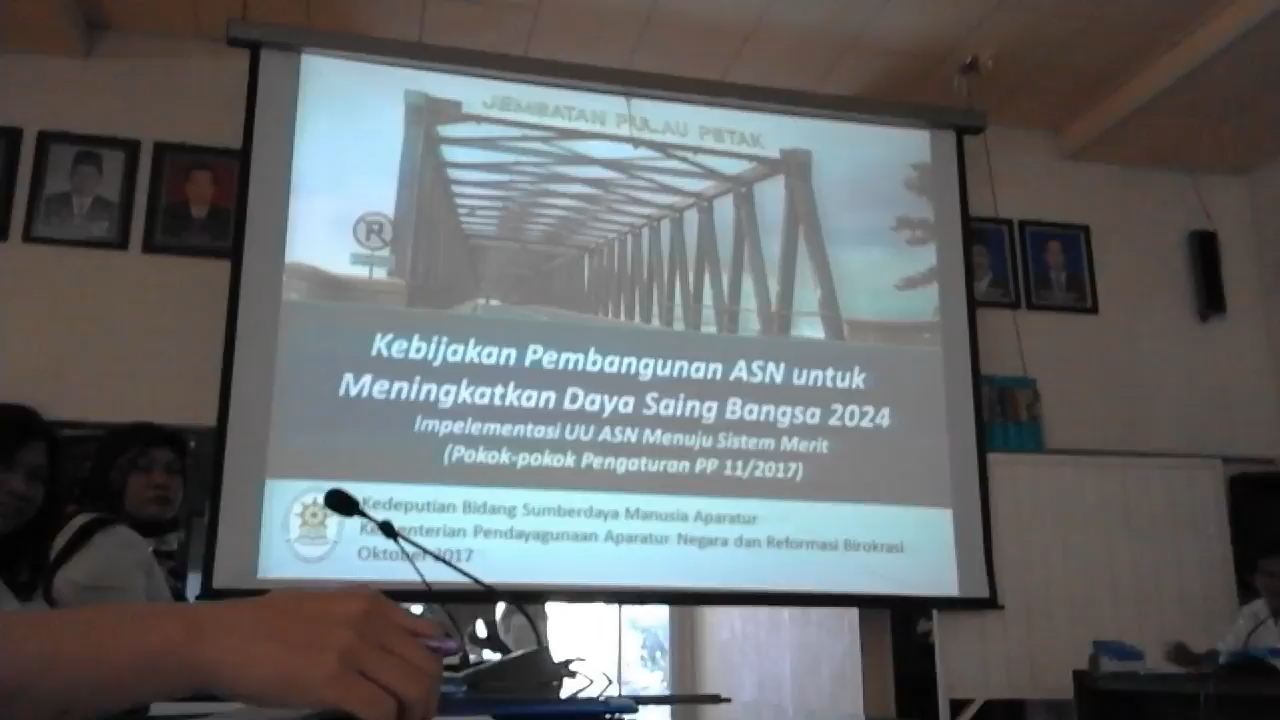 JEMBATAN PULAU PETAK
Kebijakan Pembangunan ASN untuk
Meningkatkan Daya Saing Bangsa 2024
Impelementasi UU ASN Menuju Sistem Merit
(Pokok-pokok Pengaturan PP 11/2017)
Kedeputian Bidang Sumberdaya Manusia Aparatur
Kementerian Pendayagunaan Aparatur Negara dan Reformasi Birokrasi
Oktober 2017